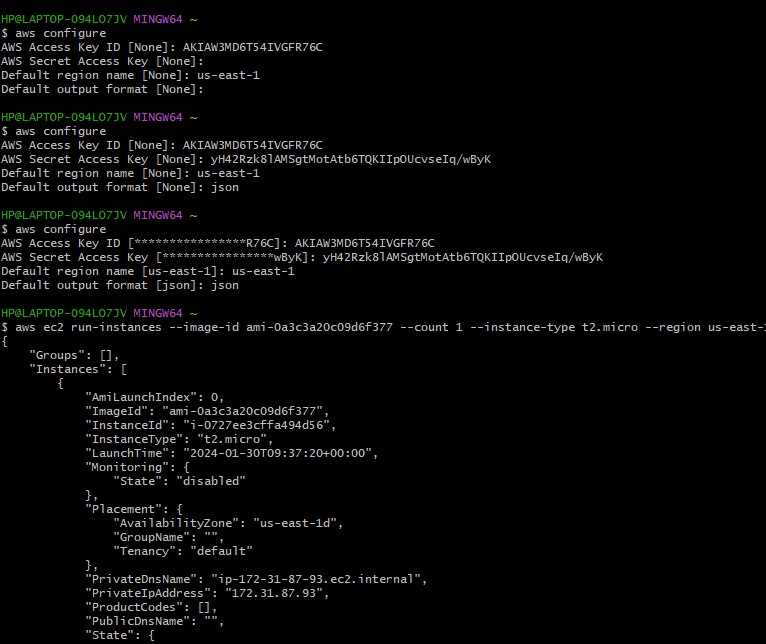 HP@LAPTOP-O94LO7JV MINGW64 ~
$ aws configure
AWS Access Key ID [None]: AKIAW3MD6T54IVGFR76C
AWS Secret Access Key [None]:
Default region name [None]: us-east-1
Default output format [None]:
HP@LAPTOP-O94LO7JV MINGW64 ~
$ aws configure
AWS Access Key ID [None]: AKIAW3MD6T54IVGFR76C
AWS Secret Access Key [None]: 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
Default region name [None]: us-east-1
Default output format [None]: json
HP@LAPTOP-O94LO7JV MINGW64 ~
$ aws configure
AWS Access Key ID [****************R76C]: AKIAW3MD6T54IVGFR76C
AWS Secret Access Key [****************wByK]: 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
Default region name [us-east-1]: us-east-1
Default output format [json]: json
HP@LAPTOP-O94LO7JV MINGW64 ~
$ aws ec2 run-instances --image-id ami-0a3c3a20c09d6f377 --count 1 --instance-type t2.micro --region us-east-1
{
"Groups": [],
"Instances": [
{
"AmiLaunchIndex": 0,
"ImageId": "ami-0a3c3a20c09d6f377",
"InstanceId": "i-0727ee3cffa494d56",
"InstanceType": "t2.micro",
"LaunchTime": "2024-01-30T09:37:20+00:00",
"Monitoring": {
"State": "disabled"
},
"Placement": {
"AvailabilityZone": "us-east-1d",
"GroupName": "",
"Tenancy": "default"
},
"PrivateDnsName": "ip-172-31-87-93.ec2.internal",
"PrivateIpAddress": "172.31.87.93",
"ProductCodes": [],
"PublicDnsName": "",
"State": {